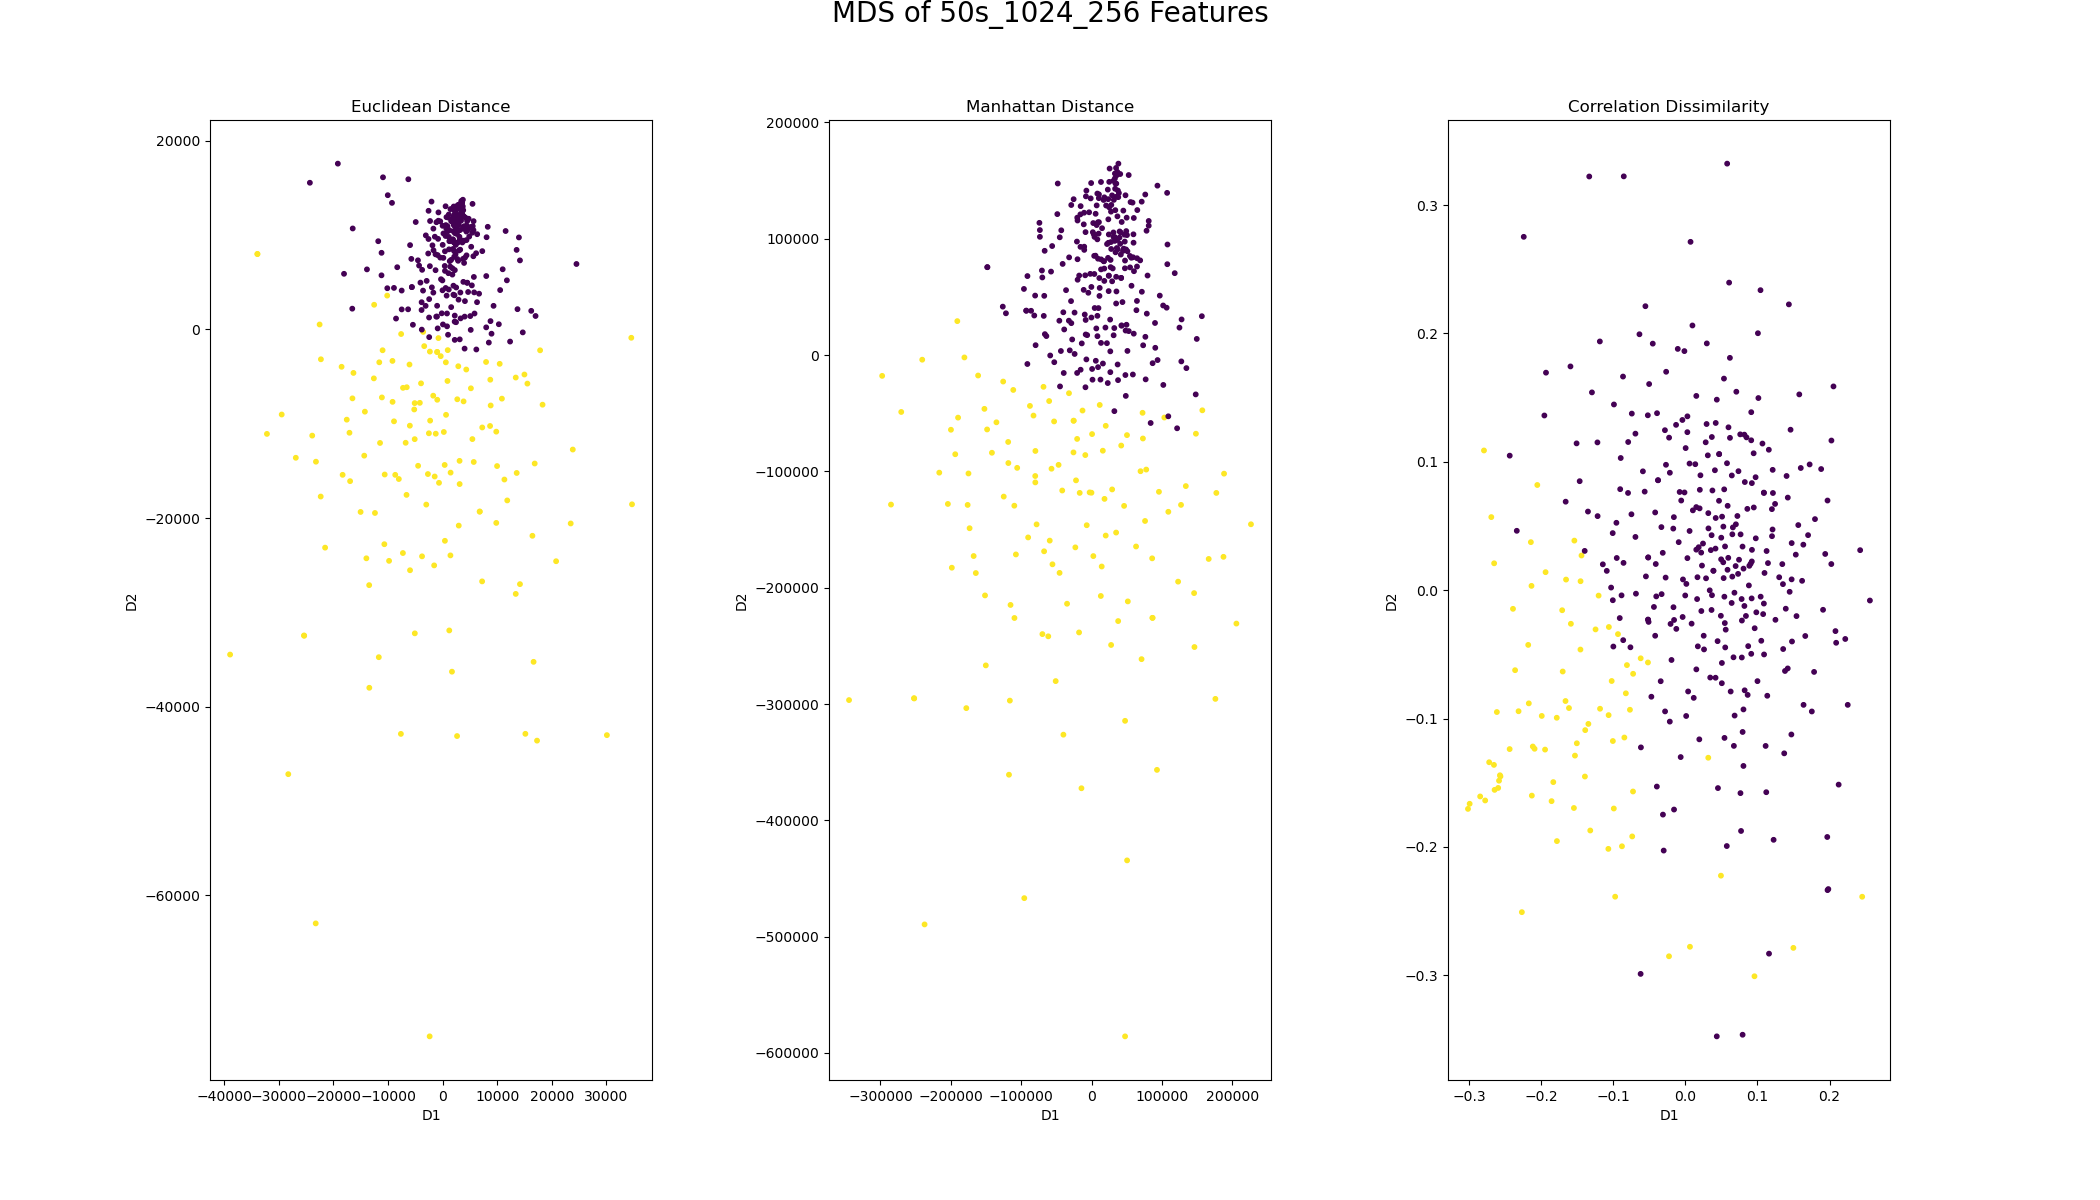 MDS of 50s_1024_256 Features
Euclidean Distance
20000
0
−20000
−40000
−60000
D2
−40000 −30000 −20000 −10000 0 10000 20000 30000
D1
Manhattan Distance
200000
100000
0
−100000
−200000
−300000
−400000
−500000
−600000
D2
−300000 −200000 −100000 0 100000 200000
D1
Correlation Dissimilarity
0.3
0.2
0.1
0.0
−0.1
−0.2
−0.3
D2
−0.3 −0.2 −0.1 0.0 0.1 0.2
D1